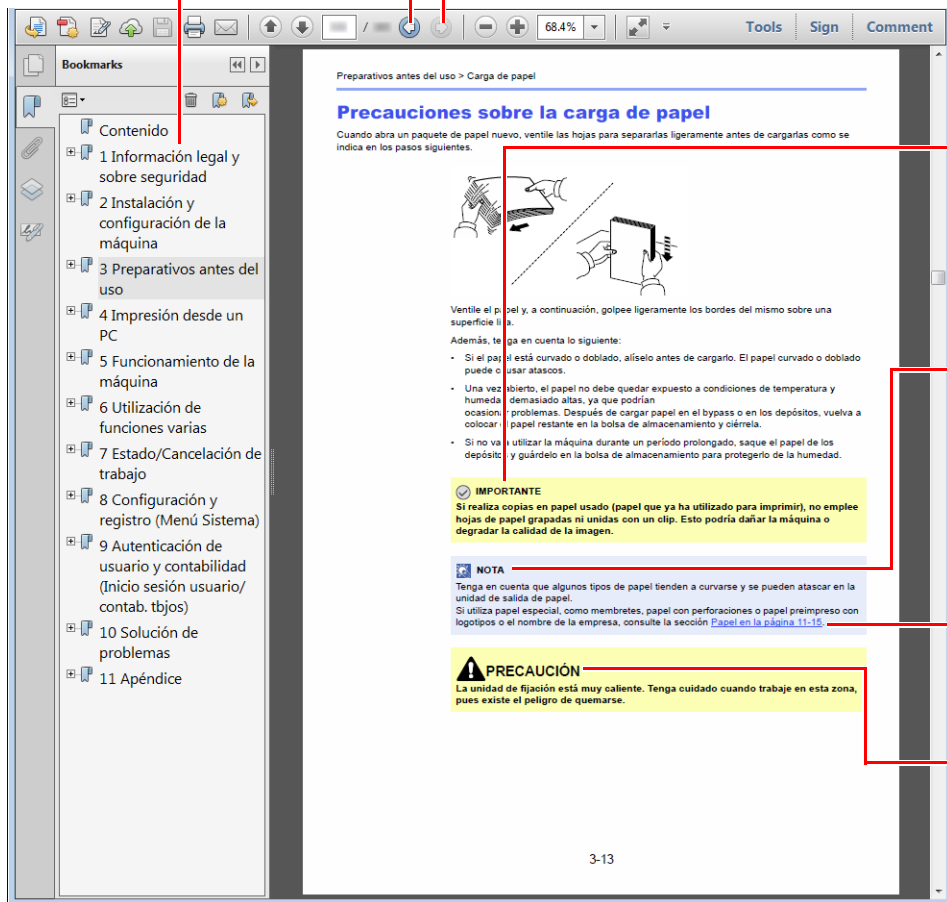 /
68.4%
Tools
Sign
Comment
Bookmarks
Contenido
1 Información legal y
sobre seguridad
2 Instalación y
configuración de la
máquina
3 Preparativos antes del
uso
4 Impresión desde un
PC
5 Funcionamiento de la
máquina
6 Utilización de
funciones varias
7 Estado/Cancelación de
trabajo
8 Configuración y
registro (Menú Sistema)
9 Autenticación de
usuario y contabilidad
(Inicio sesión usuario/
contab. tbjos)
10 Solución de
problemas
11 Apéndice
Preparativos antes del uso > Carga de papel
Precauciones sobre la carga de papel
Cuando abra un paquete de papel nuevo, ventile las hojas para separarlas ligeramente antes de cargarlas como se
indica en los pasos siguientes.
Ventile el papel y, a continuación, golpee ligeramente los bordes del mismo sobre una
superficie lisa.
Además, tenga en cuenta lo siguiente:
• Si el papel está curvado o doblado, alíselo antes de cargarlo. El papel curvado o doblado
puede causar atascos.
• Una vez abierto, el papel no debe quedar expuesto a condiciones de temperatura y
humedad demasiado altas, ya que podrían
ocasionar problemas. Después de cargar papel en el bypass o en los depósitos, vuelva a
colocar el papel restante en la bolsa de almacenamiento y ciérrela.
• Si no va a utilizar la máquina durante un período prolongado, saque el papel de los
depósitos y guárdelo en la bolsa de almacenamiento para protegerlo de la humedad.
IMPORTANTE
Si realiza copias en papel usado (papel que ya ha utilizado para imprimir), no emplee
hojas de papel grapadas ni unidas con un clip. Esto podría dañar la máquina o
degradar la calidad de la imagen.
NOTA
Tenga en cuenta que algunos tipos de papel tienden a curvarse y se pueden atascar en la
unidad de salida de papel.
Si utiliza papel especial, como membretes, papel con perforaciones o papel preimpreso con
logotipos o el nombre de la empresa, consulte la sección Papel en la página 11-15.
PRECAUCIÓN
La unidad de fijación está muy caliente. Tenga cuidado cuando trabaje en esta zona,
pues existe el peligro de quemarse.
3-13